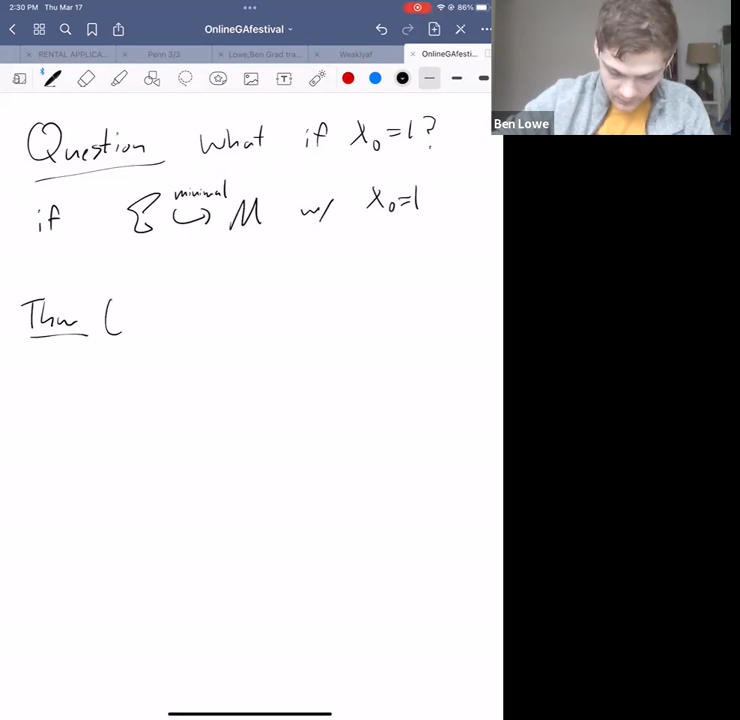 2:30 PM Thu Mar 17
86%
OnlineGAfestival
RENTAL APPLICA...
Penn 3/3
Lowe,Ben Grad tra...
Weaklyaf
OnlineGAfesti...
Ben Lowe
Question What if λ₀=1?
if Σ minimal ↪ M w/ λ₀=1
Thm (